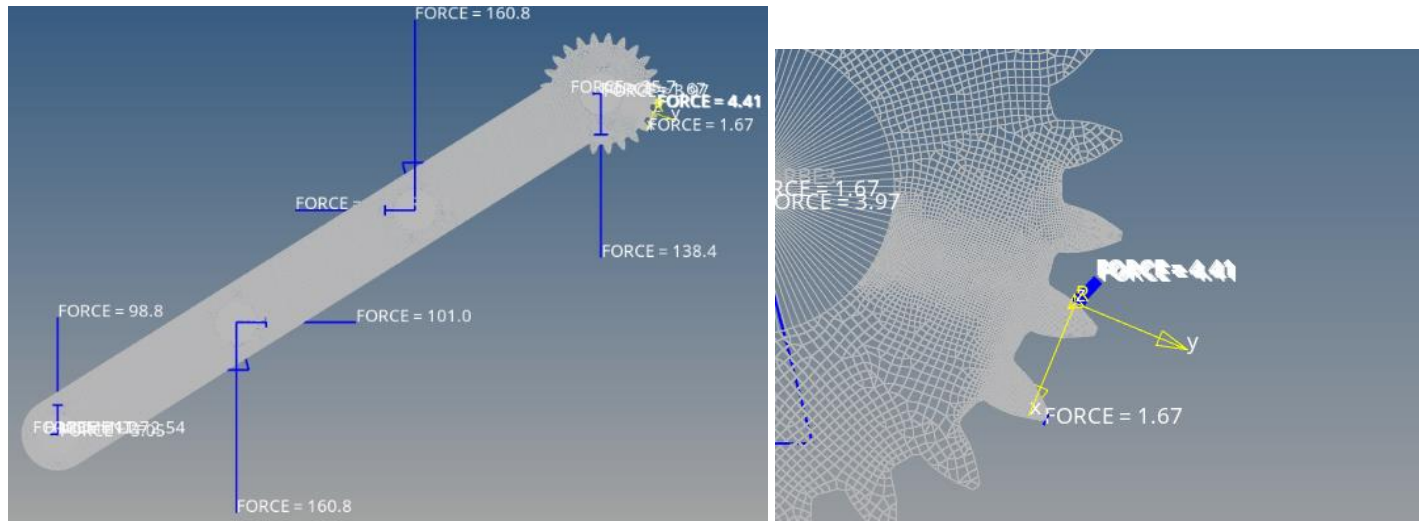 FORCE = 160.8
FORCE = 4.41
FORCE = 1.67
FORCE =
FORCE = 138.4
FORCE = 98.8
FORCE = 101.0
FORCE = 160.8
FORCE = 1.67
FORCE = 3.97
FORCE = 4.41
y
x
FORCE = 1.67